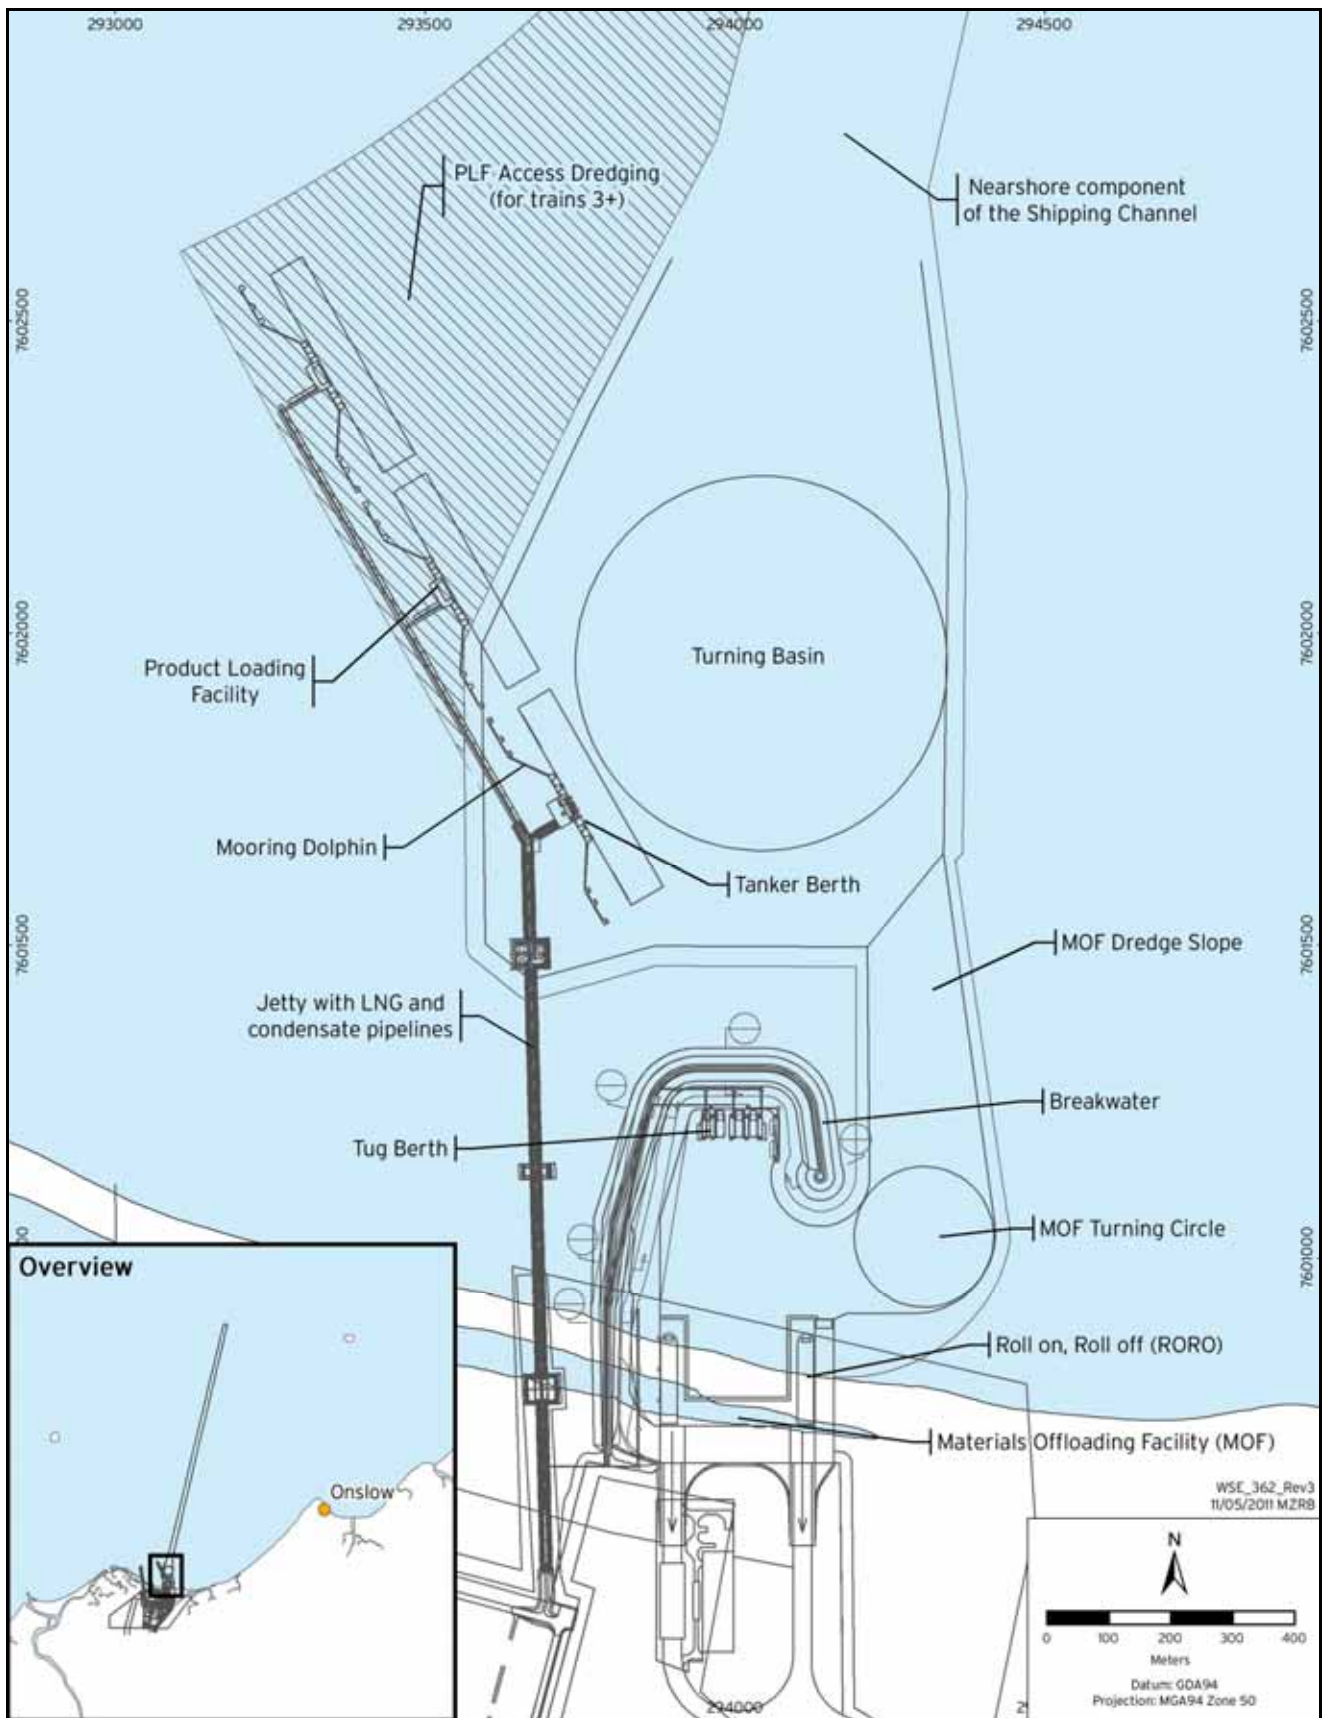 293000
293500
294000
294500
PLF Access Dredging
(for trains 3+)
Nearshore component
of the Shipping Channel
7602500
7602500
7602000
7602000
Turning Basin
Product Loading
Facility
Mooring Dolphin
Tanker Berth
7601500
7601500
MOF Dredge Slope
Jetty with LNG and
condensate pipelines
Breakwater
Tug Berth
MOF Turning Circle
7601000
Overview
Roll on, Roll off (RORO)
Materials Offloading Facility (MOF)
Onslow
WSE_362_Rev3
11/05/2011 MZRB
N
0 100 200 300 400
Meters
Datum: GDA94
Projection: MGA94 Zone 50
294000